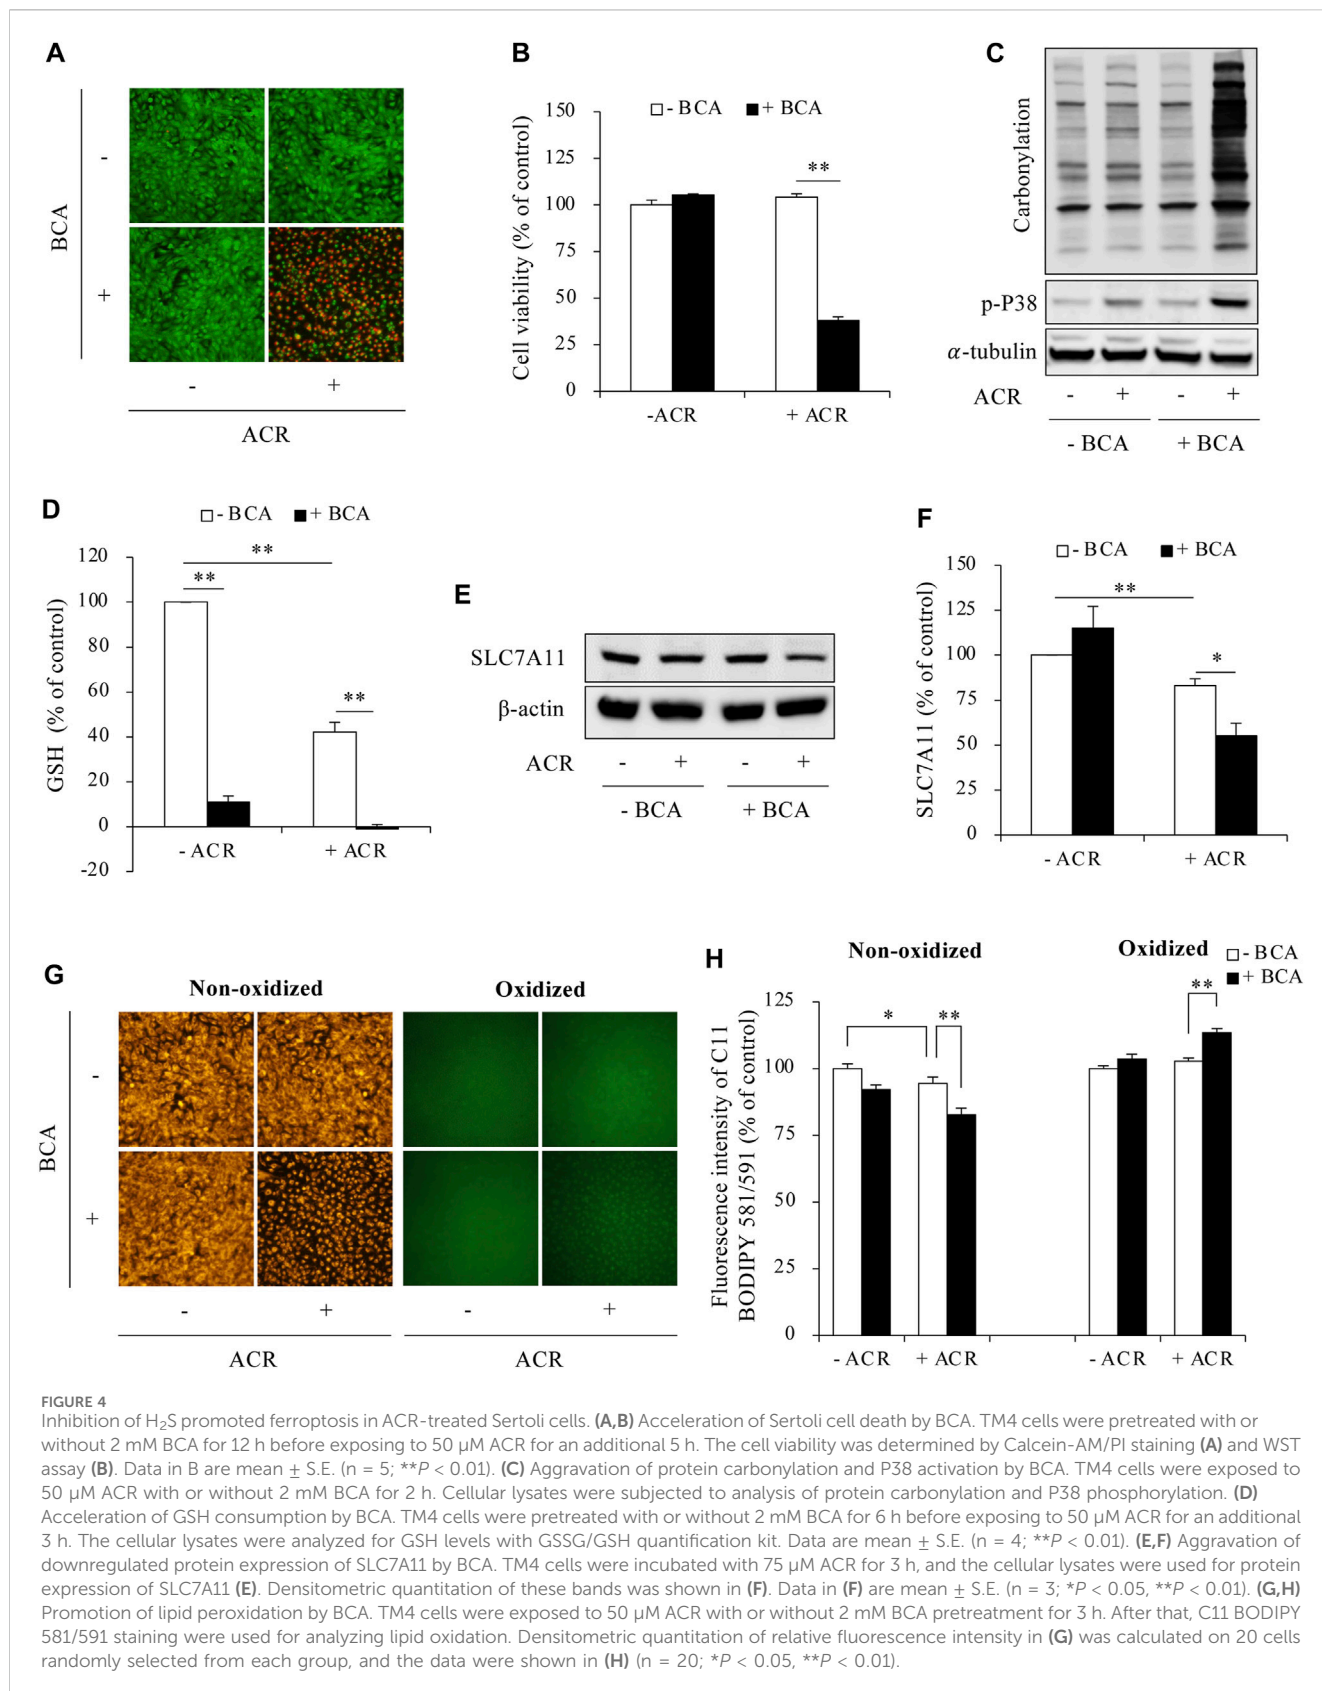 A
BCA
-
+
-
+
ACR
B
- BCA
+ BCA
Cell viability (% of control)
150
125
100
75
50
25
0
**
-ACR
+ ACR
C
Carbonylation
p-P38
α-tubulin
ACR
-
+
-
+
- BCA
+ BCA
D
- BCA
+ BCA
GSH (% of control)
120
100
80
60
40
20
0
-20
**
**
**
- ACR
+ ACR
E
SLC7A11
β-actin
ACR
-
+
-
+
- BCA
+ BCA
F
- BCA
+ BCA
SLC7A11 (% of control)
150
125
100
75
50
25
0
**
*
- ACR
+ ACR
G
Non-oxidized
Oxidized
BCA
-
+
-
+
-
+
ACR
ACR
H
Non-oxidized
Oxidized
- BCA
+ BCA
Fluorescence intensity of C11
BODIPY 581/591 (% of control)
125
100
75
50
25
0
*
**
**
- ACR
+ ACR
- ACR
+ ACR
FIGURE 4
Inhibition of H₂S promoted ferroptosis in ACR-treated Sertoli cells. (A,B) Acceleration of Sertoli cell death by BCA. TM4 cells were pretreated with or
without 2 mM BCA for 12 h before exposing to 50 μM ACR for an additional 5 h. The cell viability was determined by Calcein-AM/PI staining (A) and WST
assay (B). Data in B are mean ± S.E. (n = 5; **P < 0.01). (C) Aggravation of protein carbonylation and P38 activation by BCA. TM4 cells were exposed to
50 μM ACR with or without 2 mM BCA for 2 h. Cellular lysates were subjected to analysis of protein carbonylation and P38 phosphorylation. (D)
Acceleration of GSH consumption by BCA. TM4 cells were pretreated with or without 2 mM BCA for 6 h before exposing to 50 μM ACR for an additional
3 h. The cellular lysates were analyzed for GSH levels with GSSG/GSH quantification kit. Data are mean ± S.E. (n = 4; **P < 0.01). (E,F) Aggravation of
downregulated protein expression of SLC7A11 by BCA. TM4 cells were incubated with 75 μM ACR for 3 h, and the cellular lysates were used for protein
expression of SLC7A11 (E). Densitometric quantitation of these bands was shown in (F). Data in (F) are mean ± S.E. (n = 3; *P < 0.05, **P < 0.01). (G,H)
Promotion of lipid peroxidation by BCA. TM4 cells were exposed to 50 μM ACR with or without 2 mM BCA pretreatment for 3 h. After that, C11 BODIPY
581/591 staining were used for analyzing lipid oxidation. Densitometric quantitation of relative fluorescence intensity in (G) was calculated on 20 cells
randomly selected from each group, and the data were shown in (H) (n = 20; *P < 0.05, **P < 0.01).